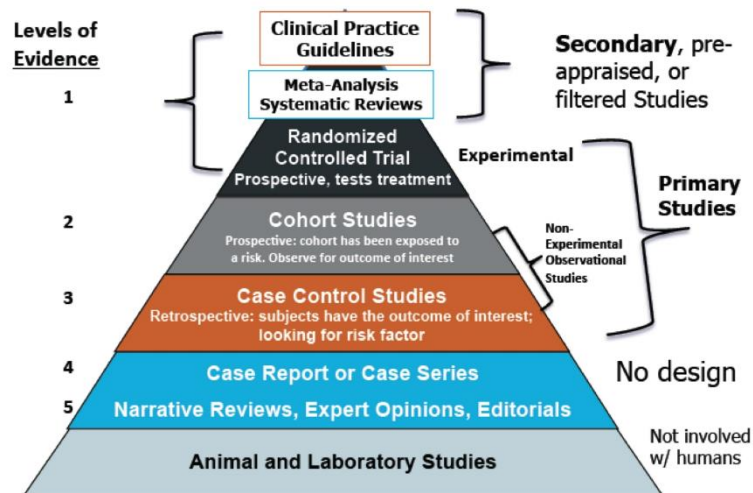 Levels of
Evidence
1
2
3
4
5
Clinical Practice
Guidelines
Meta-Analysis
Systematic Reviews
Randomized
Controlled Trial
Prospective, tests treatment
Cohort Studies
Prospective: cohort has been exposed to
a risk. Observe for outcome of interest
Case Control Studies
Retrospective: subjects have the outcome of interest;
looking for risk factor
Case Report or Case Series
Narrative Reviews, Expert Opinions, Editorials
Animal and Laboratory Studies
Secondary, pre-
appraised, or
filtered Studies
Experimental
Primary
Studies
Non-
Experimental
Observational
Studies
No design
Not involved
w/ humans